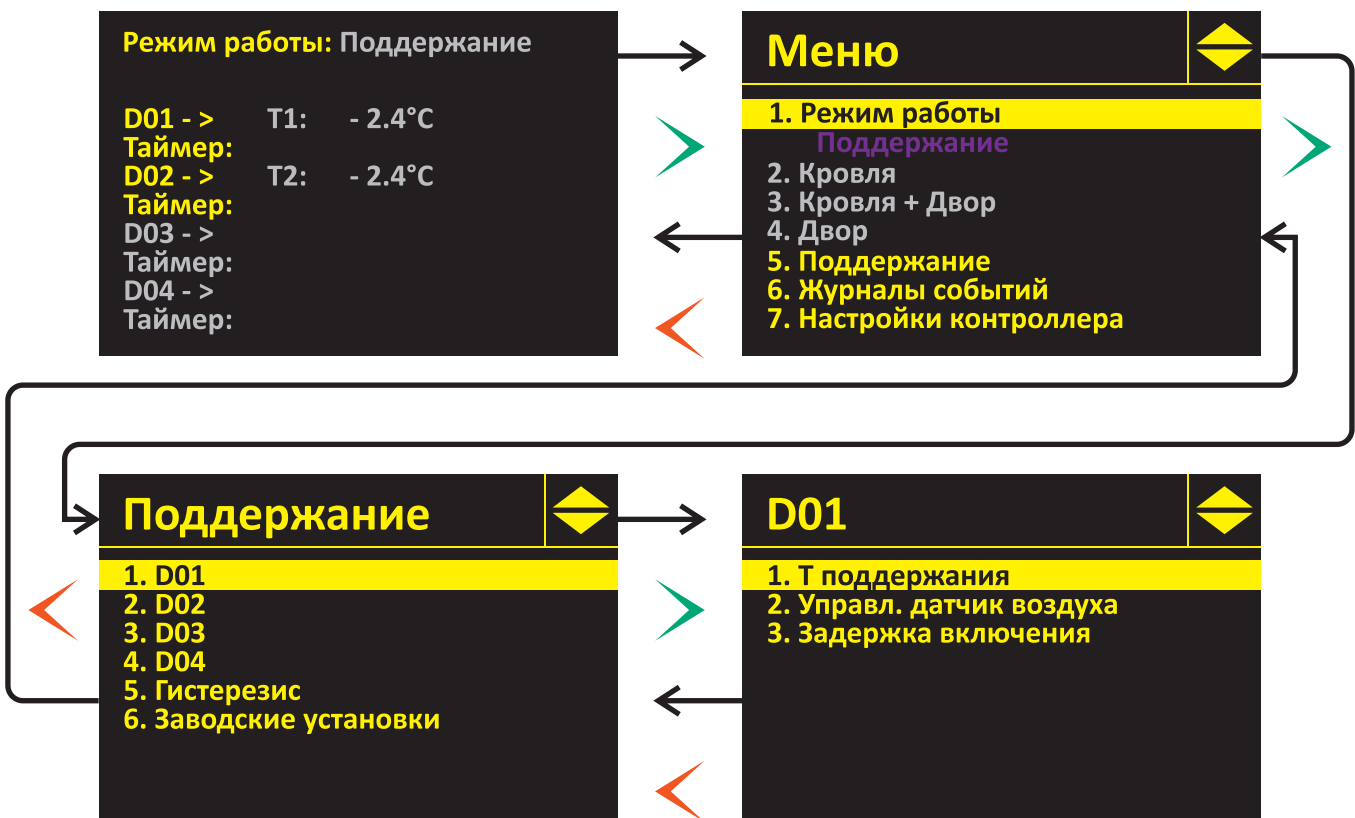 Режим работы: Поддержание
D01 - > T1: - 2.4°C
Таймер:
D02 - > T2: - 2.4°C
Таймер:
D03 - >
Таймер:
D04 - >
Таймер:
Меню
1. Режим работы
Поддержание
2. Кровля
3. Кровля + Двор
4. Двор
5. Поддержание
6. Журналы событий
7. Настройки контроллера
Поддержание
1. D01
2. D02
3. D03
4. D04
5. Гистерезис
6. Заводские установки
D01
1. Т поддержания
2. Управл. датчик воздуха
3. Задержка включения